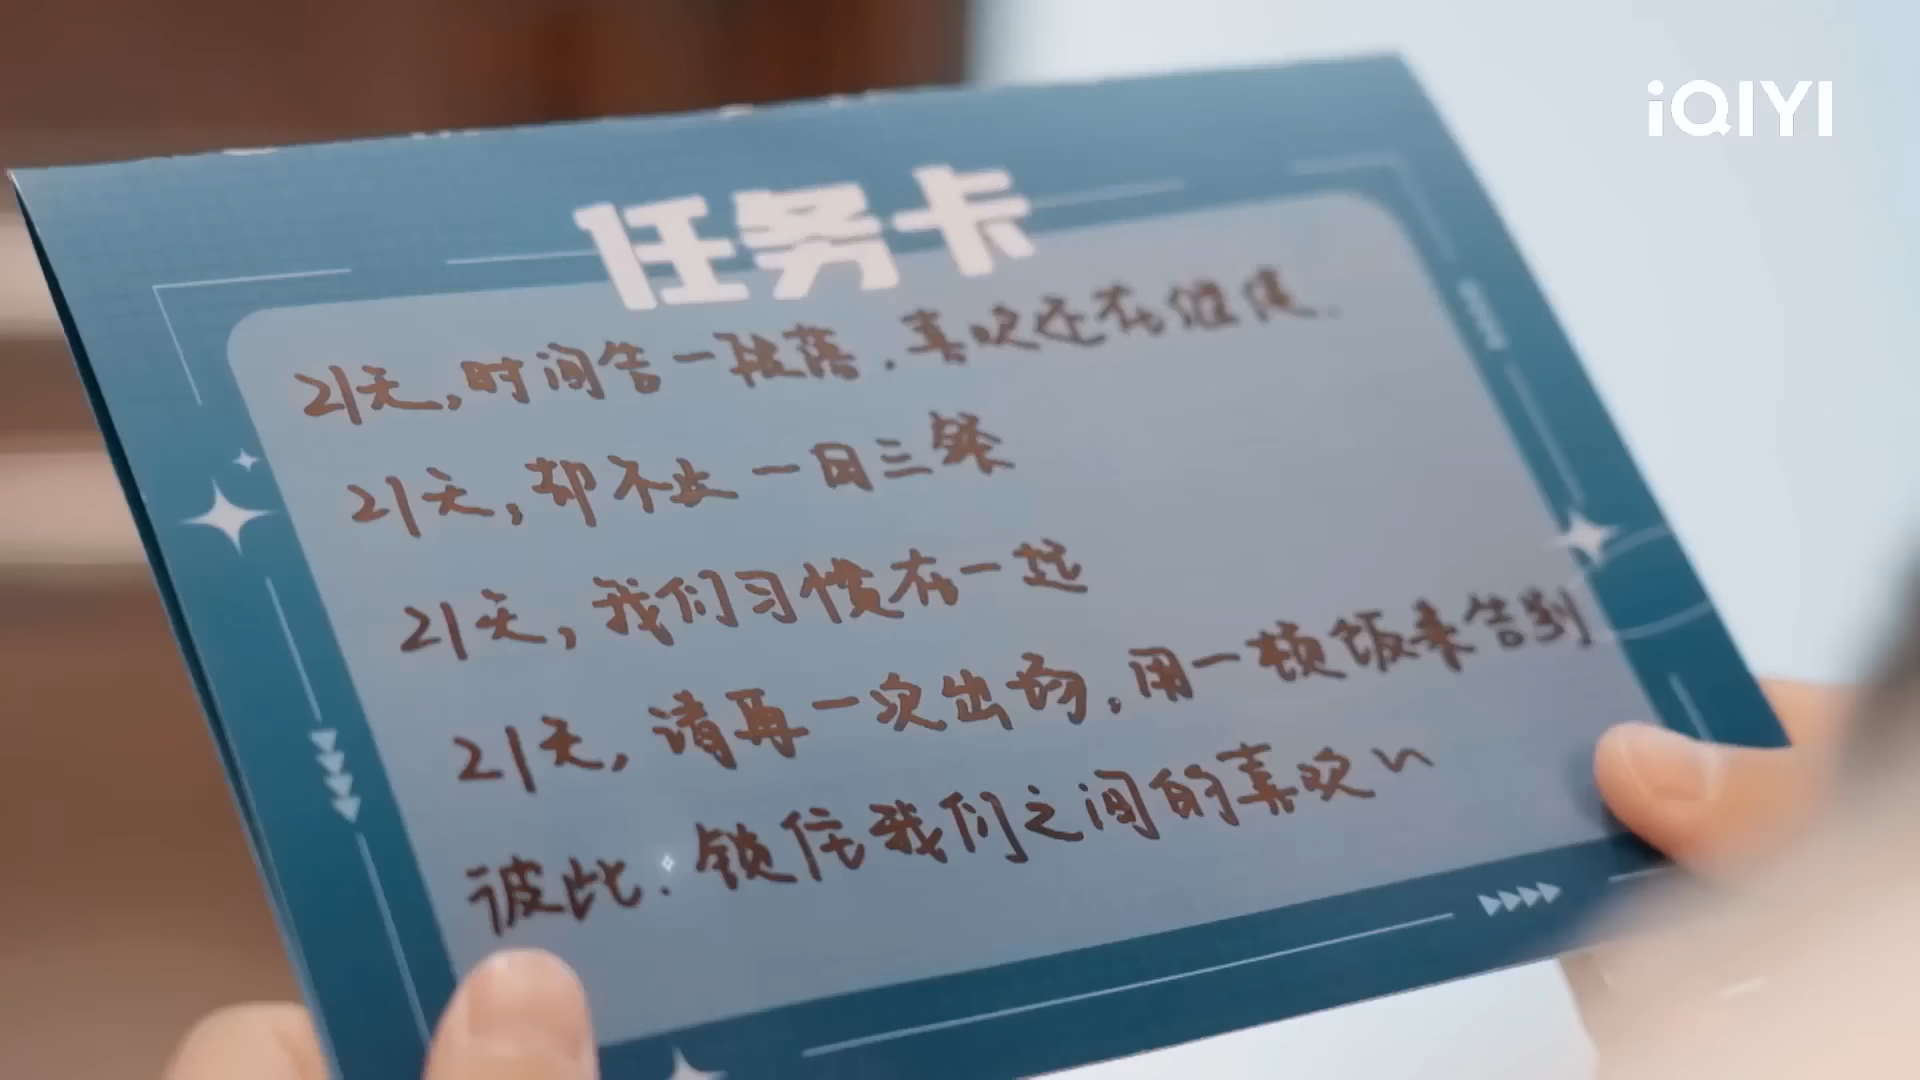 iQIYI
任务卡
21天,时间告一段落,喜欢还在继续.
21天,却不止一日三餐
21天,我们习惯在一起
21天,请再一次出场,用一顿饭来告别
彼此.锁住我们之间的喜欢~